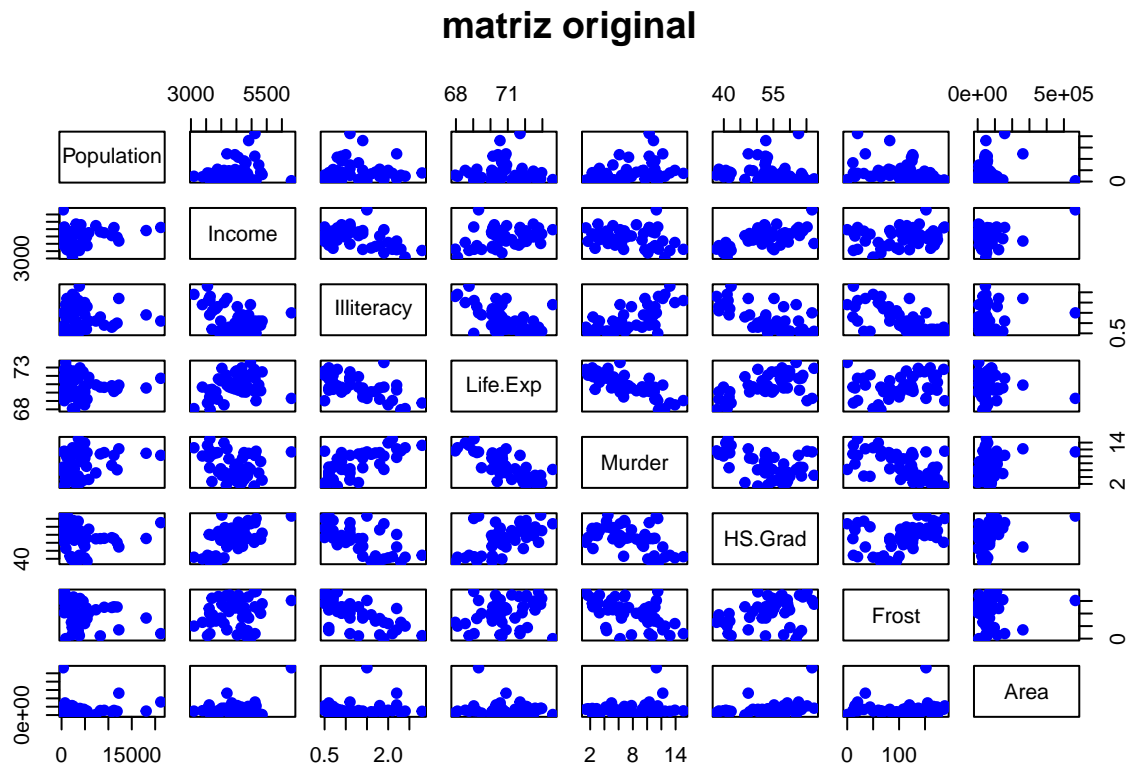 matriz original
3000 5500 68 71 40 55 0e+00 5e+05
Population 0
3000 Income
Illiteracy 0.5
68 73 Life.Exp
Murder 2 14
40 HS.Grad
Frost 0
0e+00 Area
0 15000 0.5 2.0 2 8 14 0 100